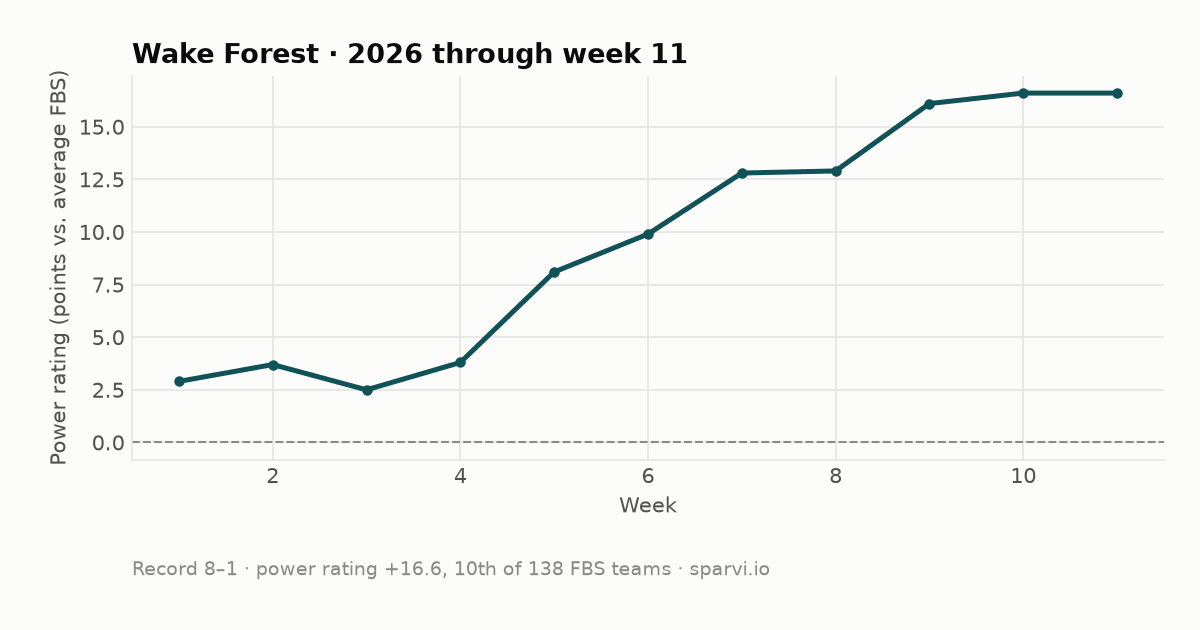 Wake Forest · 2026 through week 11
Power rating (points vs. average FBS)
15.0
12.5
10.0
7.5
5.0
2.5
0.0
2 4 6 8 10
Week
Record 8–1 · power rating +16.6, 10th of 138 FBS teams · sparvi.io